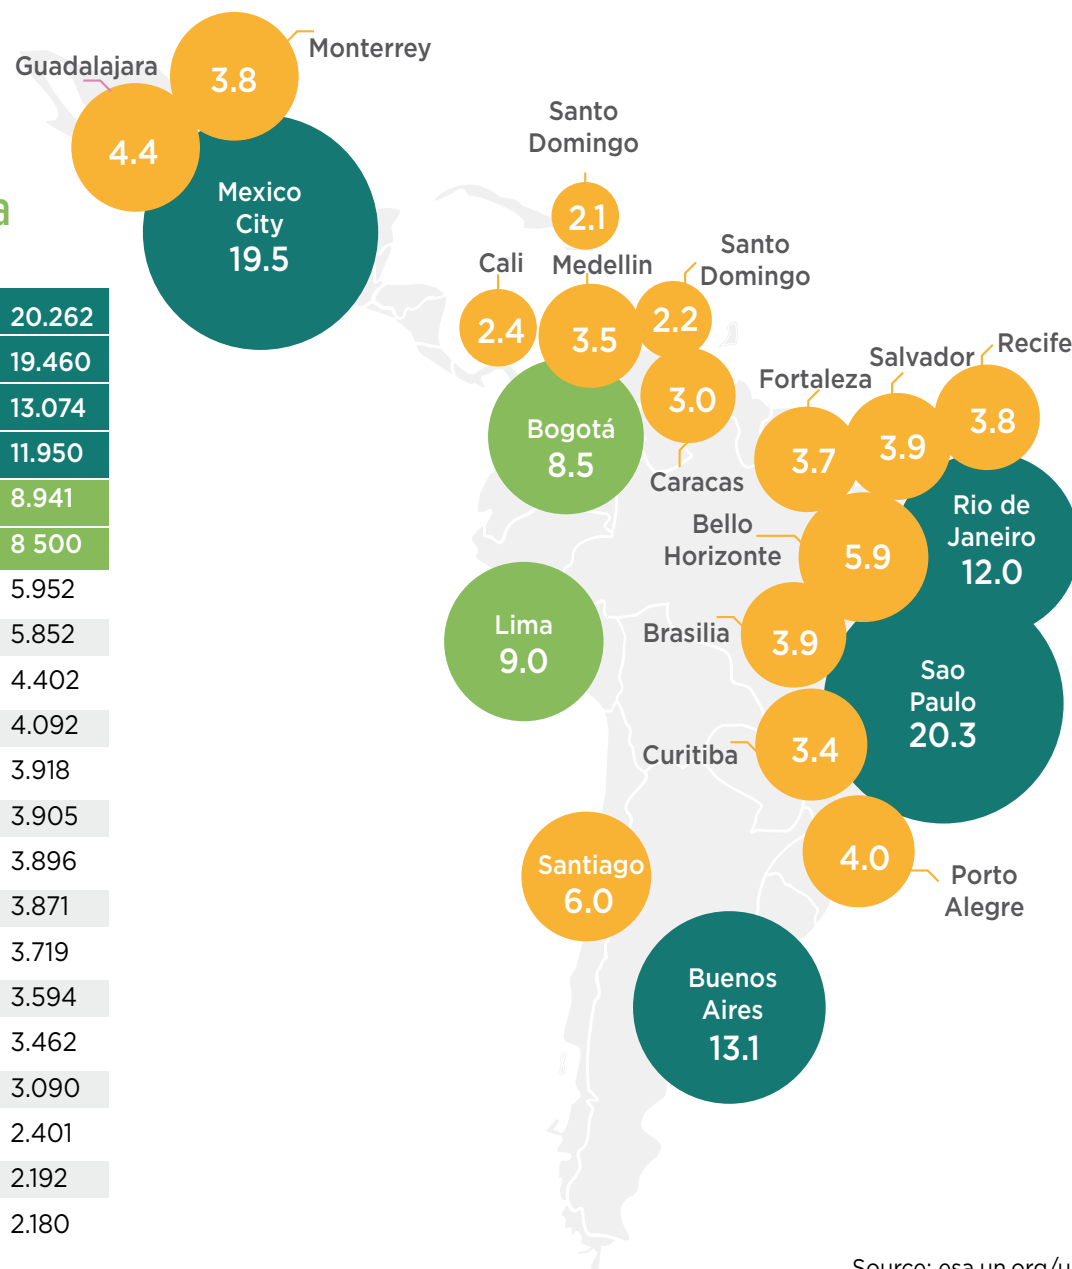 Monterrey
Guadalajara
3.8
4.4
Mexico
City
19.5
a
20.262
19.460
13.074
11.950
8.941
8 500
5.952
5.852
4.402
4.092
3.918
3.905
3.896
3.871
3.719
3.594
3.462
3.090
2.401
2.192
2.180
Santo
Domingo
2.1
Cali
2.4
Medellin
3.5
Santo
Domingo
2.2
3.0
Caracas
Bogotá
8.5
Fortaleza
3.7
Salvador
3.9
Recife
3.8
Rio de
Janeiro
12.0
Bello
Horizonte
5.9
Lima
9.0
Brasilia
3.9
Sao
Paulo
20.3
Curitiba
3.4
Santiago
6.0
4.0
Porto
Alegre
Buenos
Aires
13.1
Source: esa.un.org/u